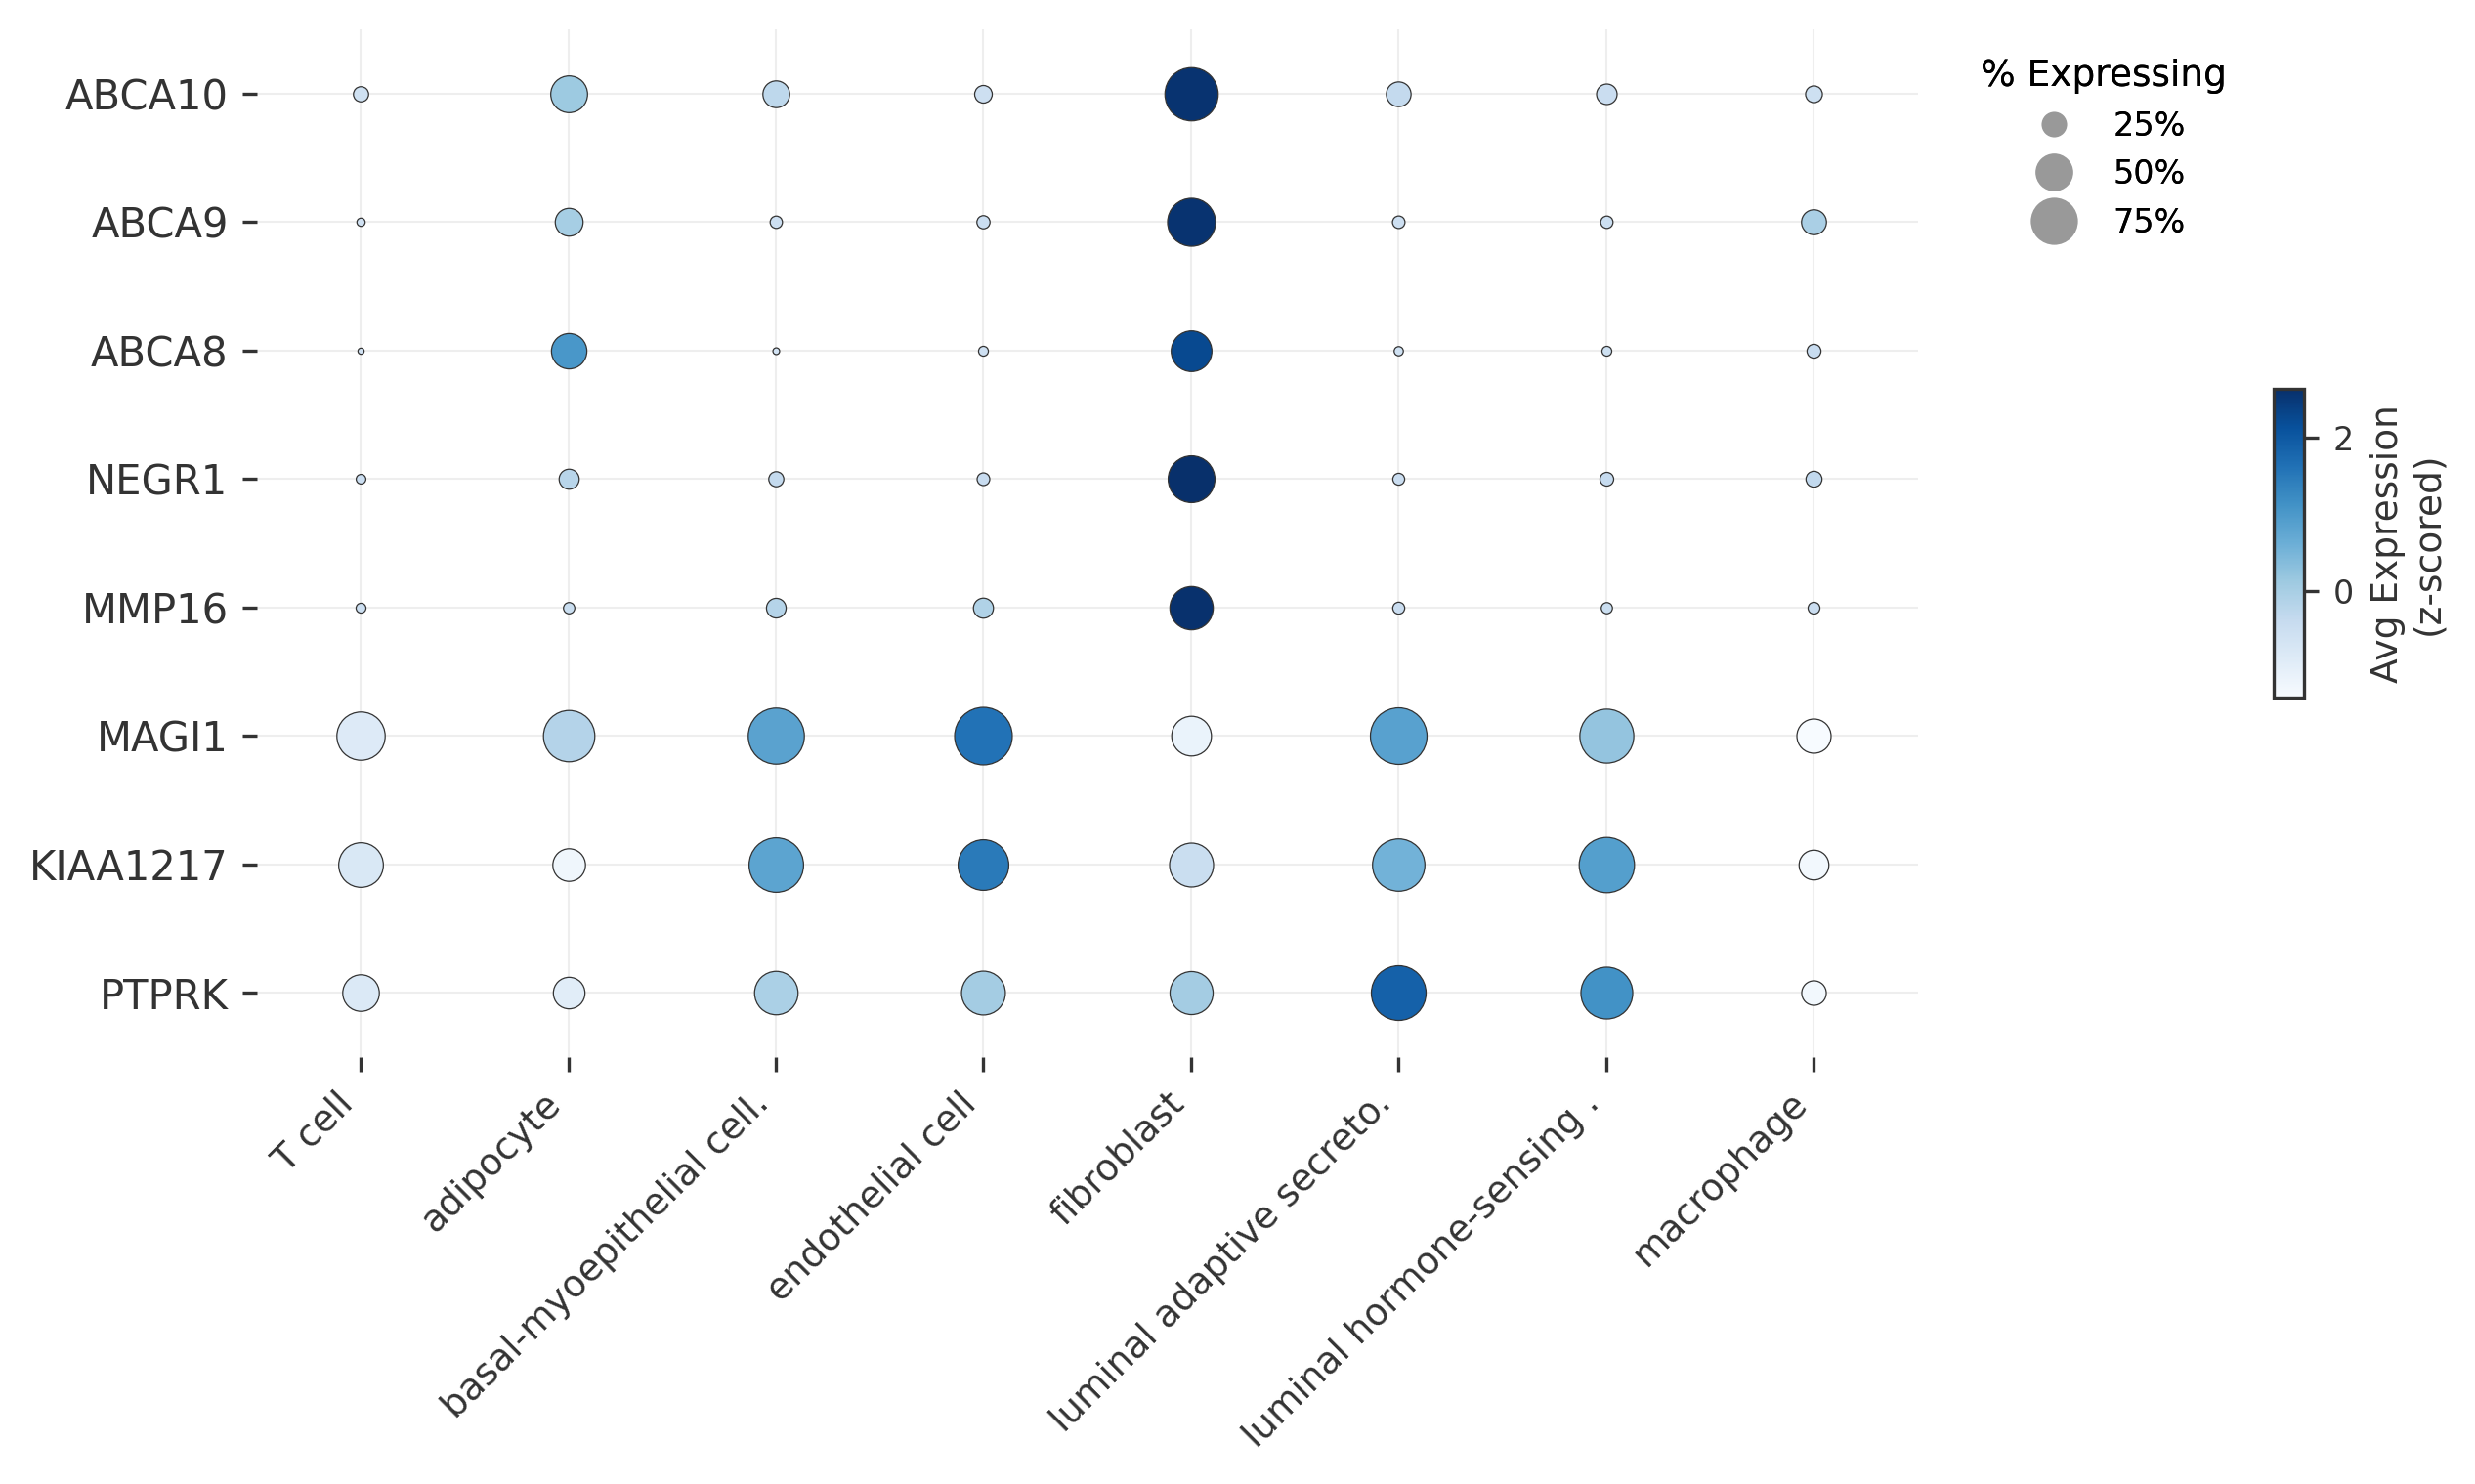 ABCA10
ABCA9
ABCA8
NEGR1
MMP16
MAGI1
KIAA1217
PTPRK
T cell
adipocyte
basal-myoepithelial cell.
endothelial cell
fibroblast
luminal adaptive secreto.
luminal hormone-sensing .
macrophage
% Expressing
25%
50%
75%
2
0
Avg Expression
(z-scored)